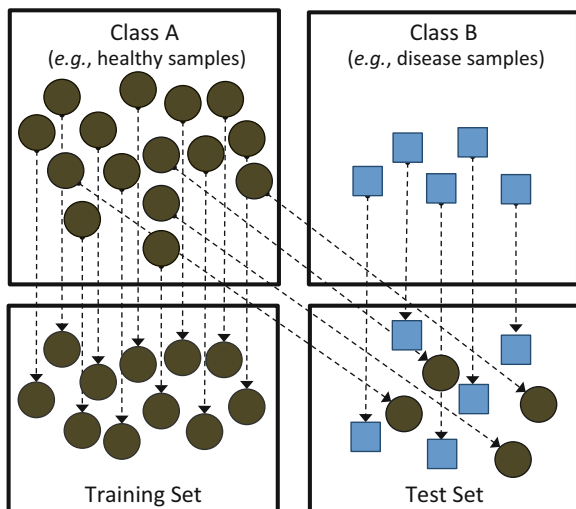 Class A
(e.g., healthy samples)
Class B
(e.g., disease samples)
Training Set
Test Set